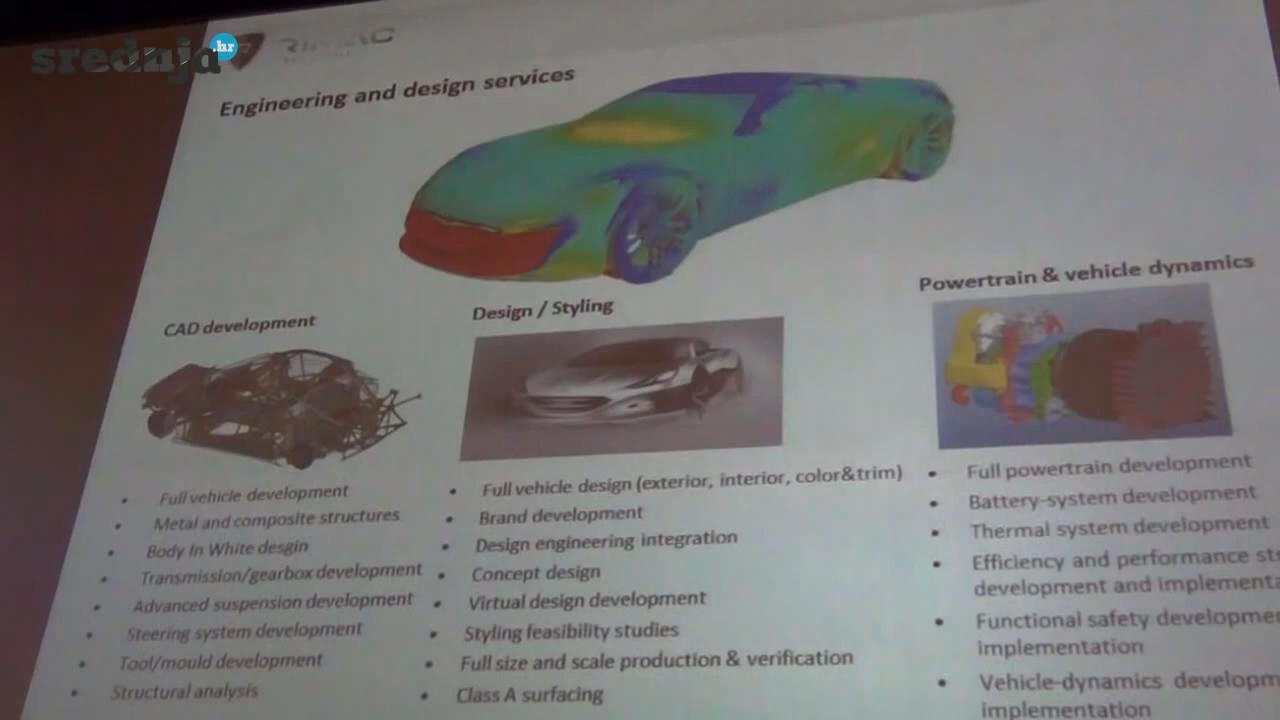 srednja.hr
Engineering and design services
CAD development
Full vehicle development
Metal and composite structures
Body In White desgin
Transmission/gearbox development
Advanced suspension development
Steering system development
Tool/mould development
Structural analysis
Design / Styling
Full vehicle design (exterior, interior, color&trim)
Brand development
Design engineering integration
Concept design
Virtual design development
Styling feasibility studies
Full size and scale production & verification
Class A surfacing
Powertrain & vehicle dynamics
Full powertrain development
Battery-system development
Thermal system development
Efficiency and performance
development and
Functional safety
implementation
Vehicle-dynamics
implementation